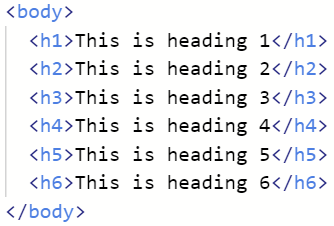 <body>
<h1>This is heading 1</h1>
<h2>This is heading 2</h2>
<h3>This is heading 3</h3>
<h4>This is heading 4</h4>
<h5>This is heading 5</h5>
<h6>This is heading 6</h6>
</body>